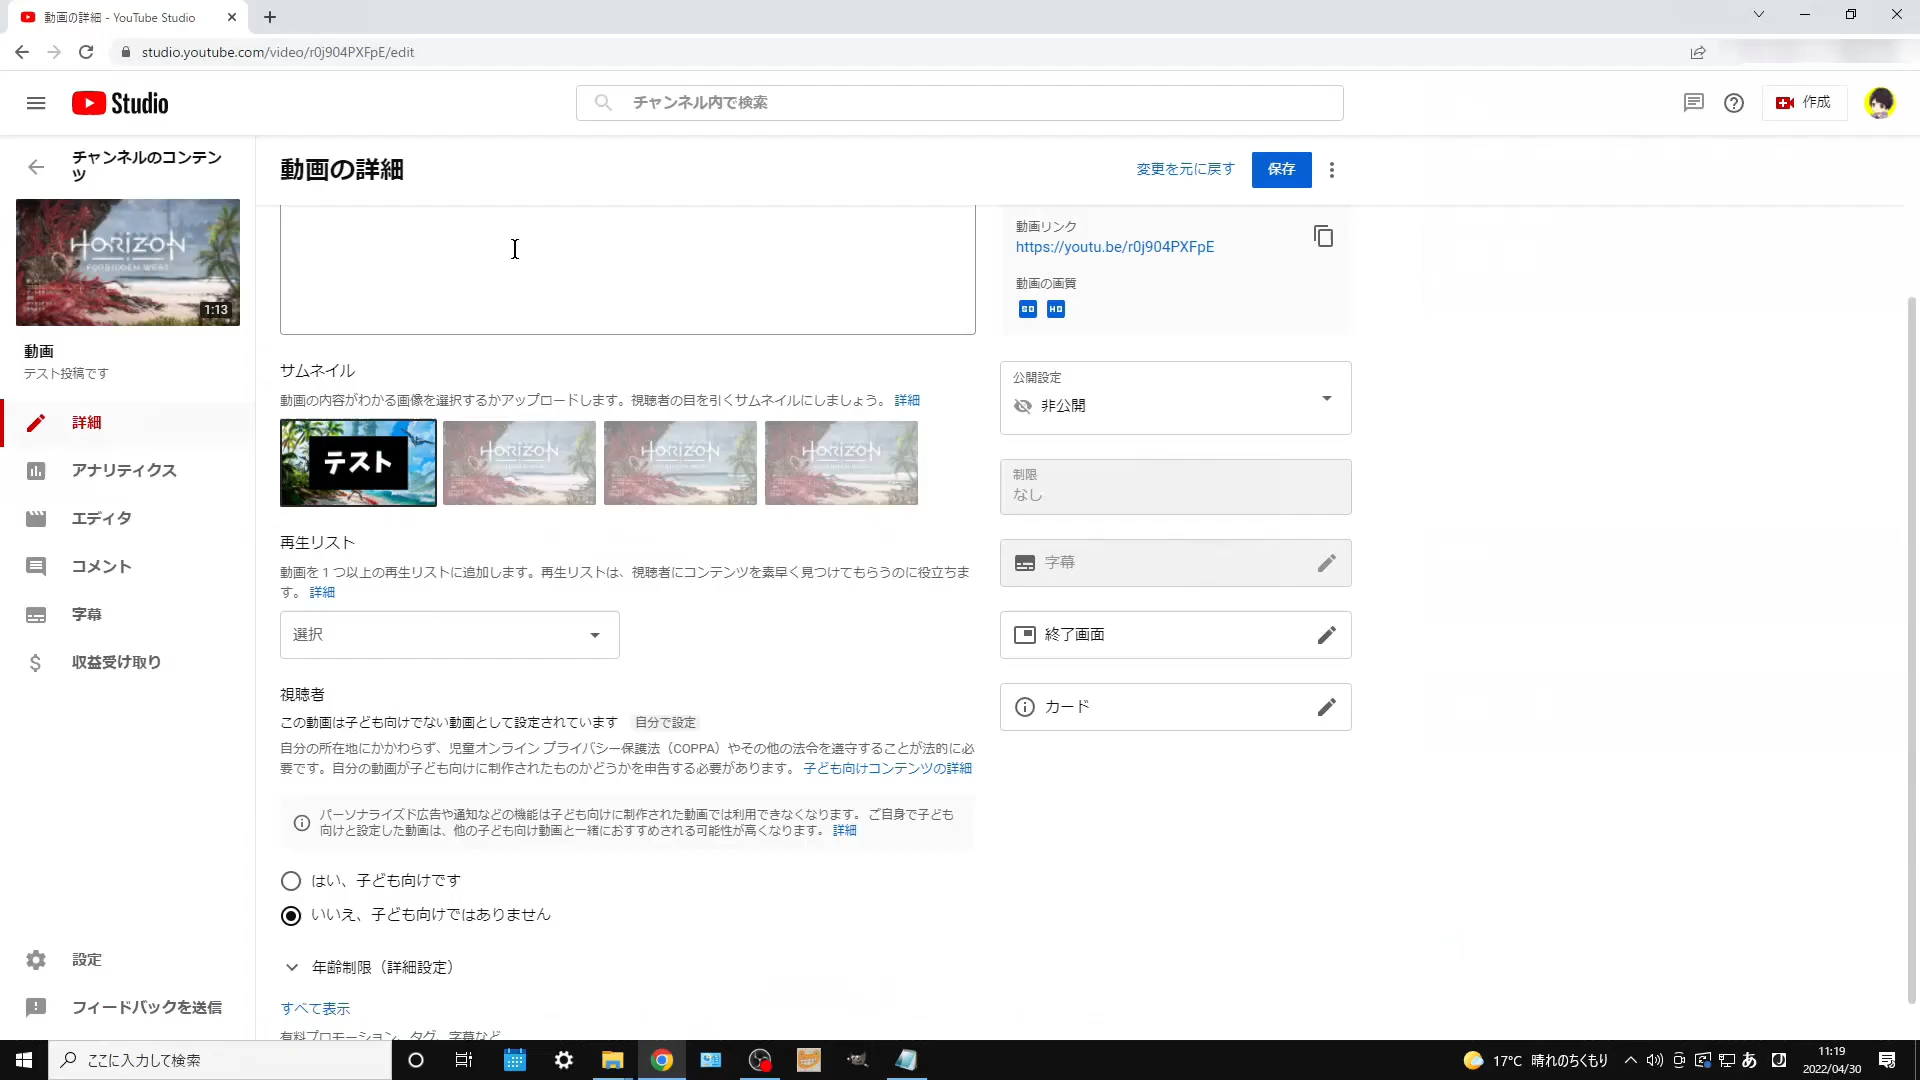 動画の詳細 - YouTube Studio
studio.youtube.com/video/r0j904PXFpE/edit
Studio
チャンネル内で検索
作成
チャンネルのコンテン
ツ
動画の詳細
変更を元に戻す
保存
HORIZON
FORBIDDEN WEST
1:13
動画リンク
https://youtu.be/r0j904PXFpE
動画の画質
SD HD
動画
テスト投稿です
サムネイル
動画の内容がわかる画像を選択するかアップロードします。視聴者の目を引くサムネイルにしましょう。 詳細
テスト
HORIZON
HORIZON
HORIZON
公開設定
非公開
制限
なし
詳細
アナリティクス
エディタ
コメント
字幕
収益受け取り
再生リスト
動画を 1 つ以上の再生リストに追加します。再生リストは、視聴者にコンテンツを素早く見つけてもらうのに役立ちま
す。 詳細
選択
字幕
終了画面
カード
視聴者
この動画は子ども向けでない動画として設定されています 自分で設定
自分の所在地にかかわらず、児童オンライン プライバシー保護法（COPPA）やその他の法令を遵守することが法的に必
要です。自分の動画が子ども向けに制作されたものかどうかを申告する必要があります。 子ども向けコンテンツの詳細
パーソナライズド広告や通知などの機能は子ども向けに制作された動画では利用できなくなります。 ご自身で子ども
向けと設定した動画は、他の子ども向け動画と一緒におすすめされる可能性が高くなります。 詳細
はい、子ども向けです
いいえ、子ども向けではありません
年齢制限（詳細設定）
すべて表示
有料プロモーション、タグ、字幕など
設定
フィードバックを送信
ここに入力して検索
17°C 晴れのちくもり
あ
11:19
2022/04/30